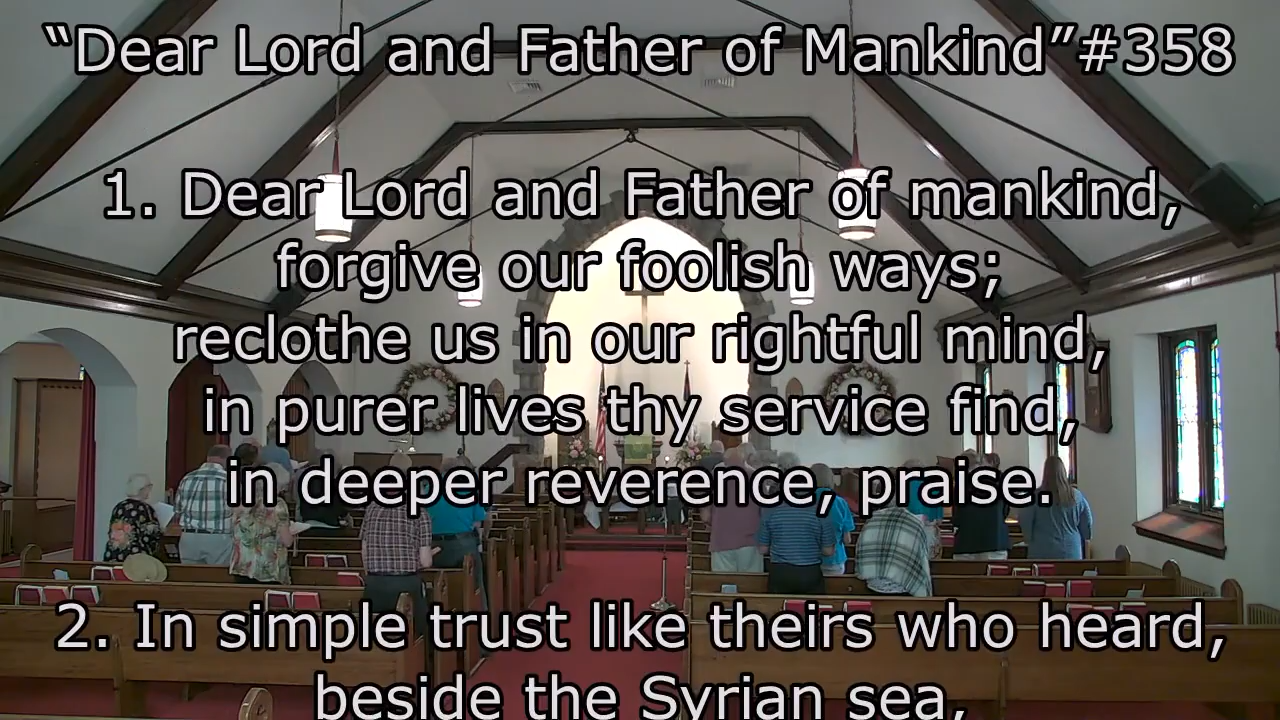 “Dear Lord and Father of Mankind”#358
1. Dear Lord and Father of mankind,
forgive our foolish ways;
reclothe us in our rightful mind,
in purer lives thy service find,
in deeper reverence, praise.
2. In simple trust like theirs who heard,
beside the Syrian sea,